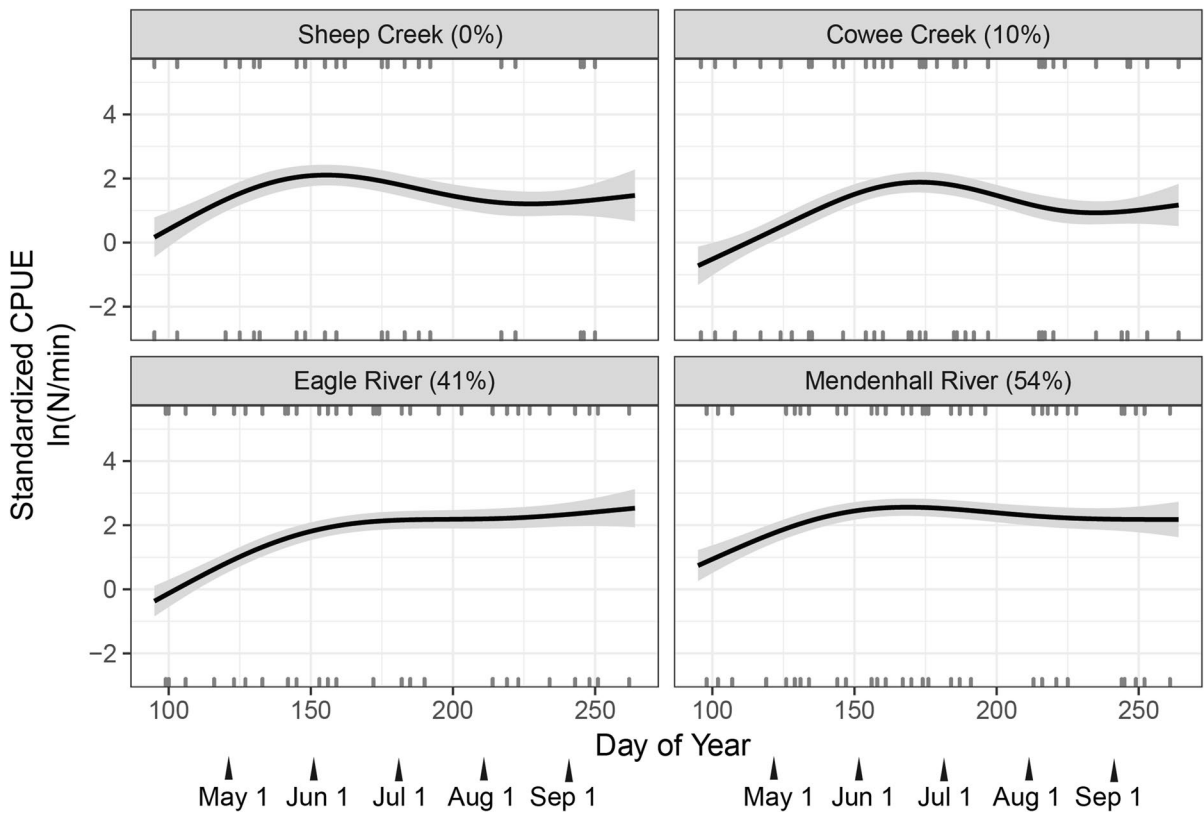 Sheep Creek (0%)
Cowee Creek (10%)
4
2
0
−2
Eagle River (41%)
Mendenhall River (54%)
4
2
0
−2
Standardized CPUE
ln(N/min)
100 150 200 250
100 150 200 250
Day of Year
May 1 Jun 1 Jul 1 Aug 1 Sep 1
May 1 Jun 1 Jul 1 Aug 1 Sep 1